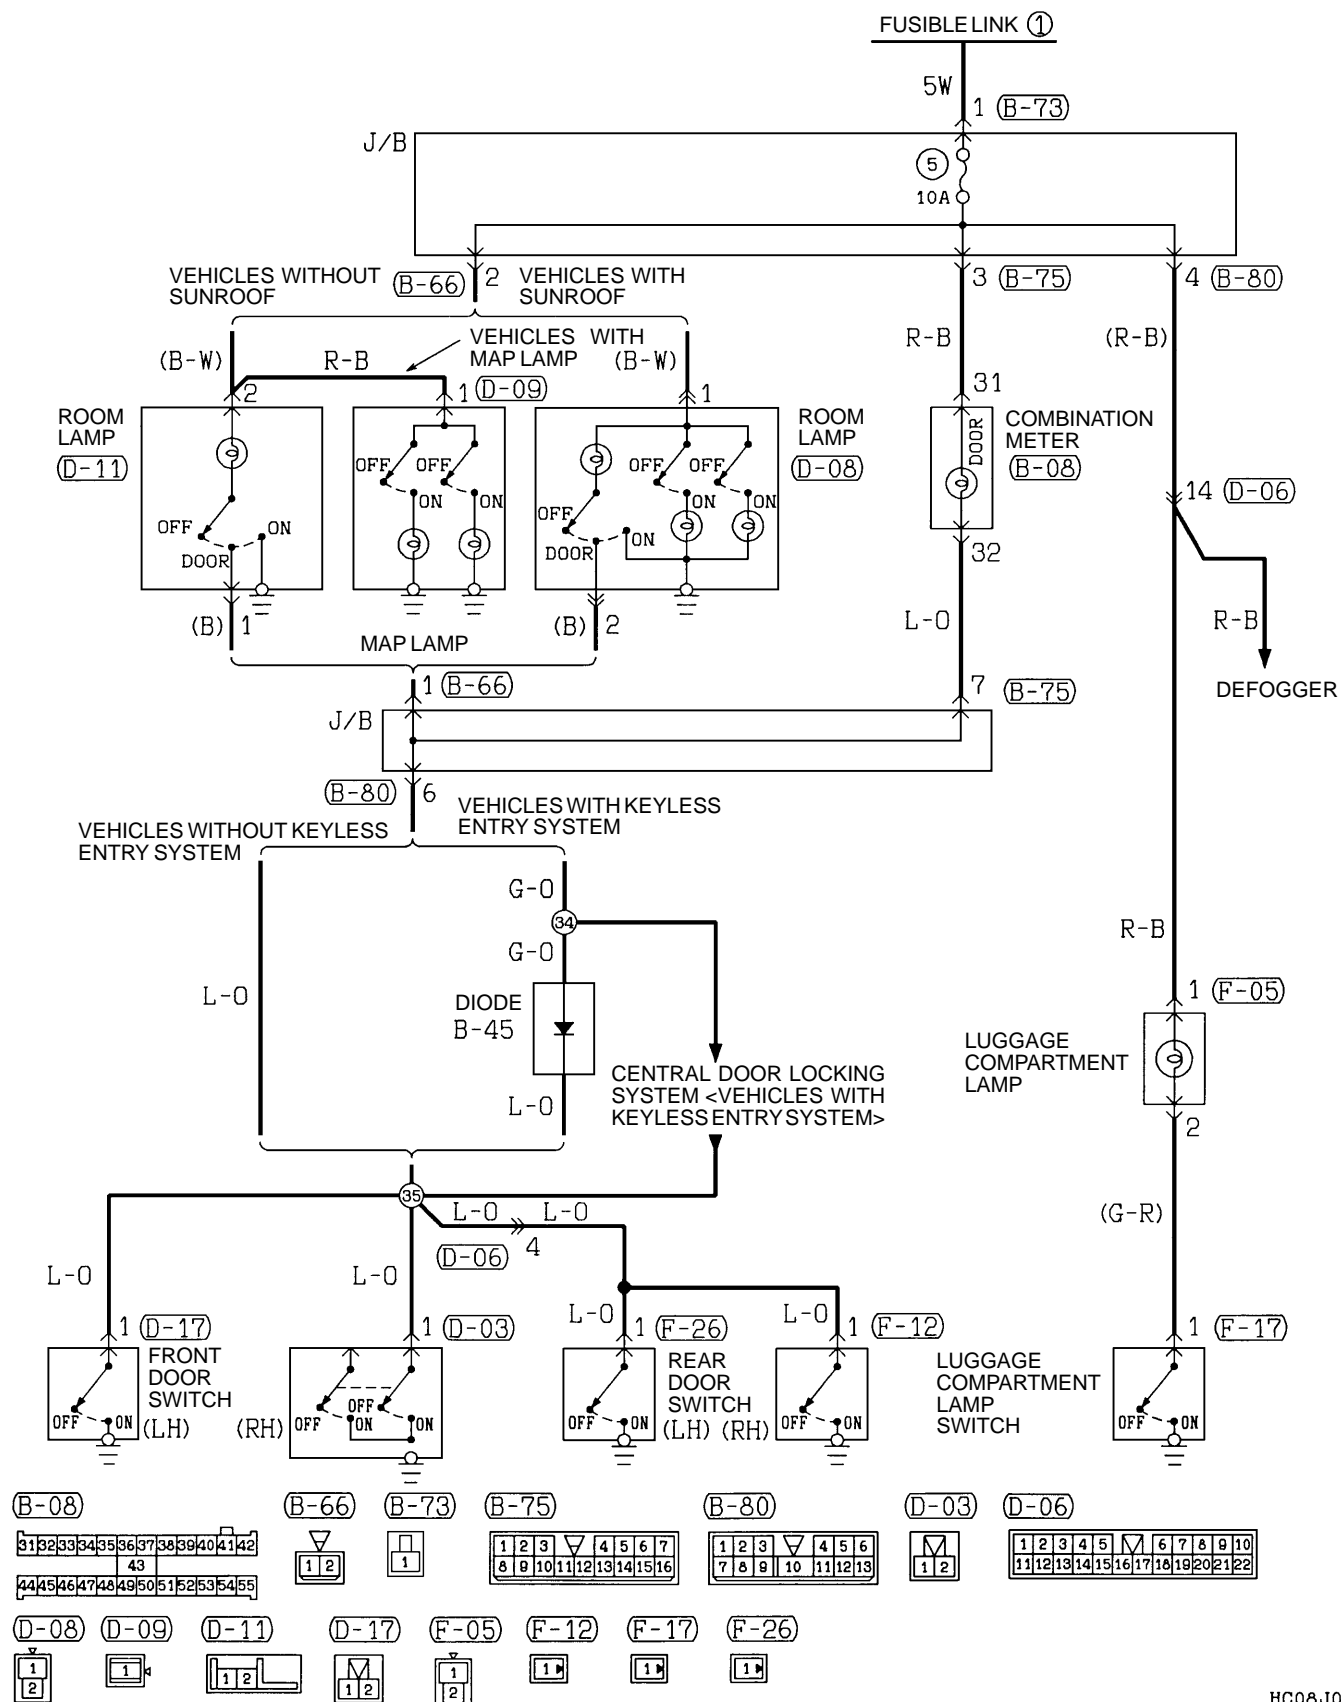 FUSIBLE LINK ①
5W
1 (B-73)
J/B
5
10A
VEHICLES WITHOUT
SUNROOF
(B-66) 2
VEHICLES WITH
SUNROOF
3 (B-75)
4 (B-80)
(B-W)
R-B
VEHICLES WITH
MAP LAMP
(B-W)
R-B
(R-B)
2
1 (D-09)
1
31
ROOM
LAMP
(D-11)
OFF
ON
DOOR
OFF
OFF
ON
ON
OFF
OFF
ON
OFF
ON
DOOR
ROOM
LAMP
(D-08)
DOOR
COMBINATION
METER
(B-08)
14 (D-06)
32
(B) 1
MAP LAMP
(B) 2
L-O
R-B
DEFOGGER
1 (B-66)
7 (B-75)
J/B
(B-80) 6
VEHICLES WITHOUT KEYLESS
ENTRY SYSTEM
VEHICLES WITH KEYLESS
ENTRY SYSTEM
G-O
34
G-O
R-B
L-O
DIODE
B-45
1 (F-05)
LUGGAGE
COMPARTMENT
LAMP
L-O
CENTRAL DOOR LOCKING
SYSTEM <VEHICLES WITH
KEYLESS ENTRY SYSTEM>
2
35
L-O
L-O
(D-06) 4
(G-R)
L-O
L-O
L-O
L-O
1 (D-17)
1 (D-03)
1 (F-26)
1 (F-12)
1 (F-17)
FRONT
DOOR
SWITCH
(LH) (RH)
OFF ON
OFF
OFF ON ON
REAR
DOOR
SWITCH
(LH) (RH)
OFF ON
OFF ON
LUGGAGE
COMPARTMENT
LAMP
SWITCH
OFF ON
(B-08)
31 32 33 34 35 36 37 38 39 40 41 42
43
44 45 46 47 48 49 50 51 52 53 54 55
(B-66)
1 2
(B-73)
1
(B-75)
1 2 3 4 5 6 7
8 9 10 11 12 13 14 15 16
(B-80)
1 2 3 4 5 6
7 8 9 10 11 12 13
(D-03)
1 2
(D-06)
1 2 3 4 5 6 7 8 9 10
11 12 13 14 15 16 17 18 19 20 21 22
(D-08)
1
2
(D-09)
1
(D-11)
1 2
(D-17)
1 2
(F-05)
1
2
(F-12)
1
(F-17)
1
(F-26)
1
HC08J0